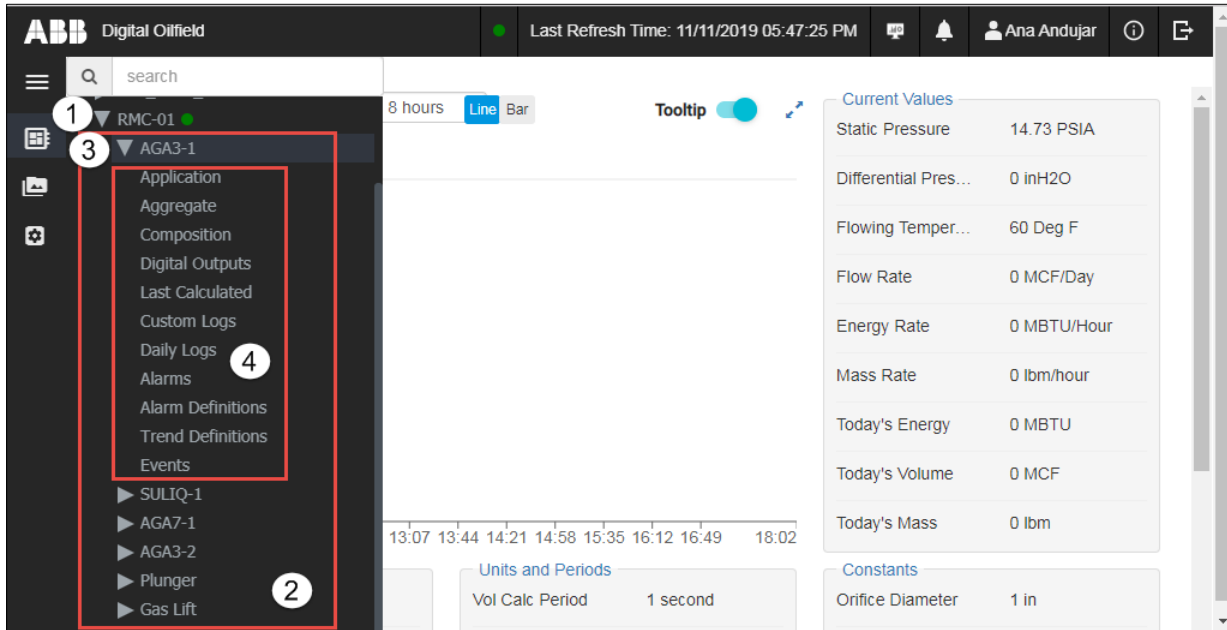 ABB Digital Oilfield
Last Refresh Time: 11/11/2019 05:47:25 PM
Ana Andujar
search
1
RMC-01
3
AGA3-1
Application
Aggregate
Composition
Digital Outputs
Last Calculated
Custom Logs
Daily Logs
4
Alarms
Alarm Definitions
Trend Definitions
Events
SULIQ-1
AGA7-1
AGA3-2
Plunger
2
Gas Lift
8 hours
Line Bar
Tooltip
13:07 13:44 14:21 14:58 15:35 16:12 16:49 18:02
Current Values
Static Pressure 14.73 PSIA
Differential Pres... 0 inH2O
Flowing Temper... 60 Deg F
Flow Rate 0 MCF/Day
Energy Rate 0 MBTU/Hour
Mass Rate 0 lbm/hour
Today's Energy 0 MBTU
Today's Volume 0 MCF
Today's Mass 0 lbm
Units and Periods
Vol Calc Period 1 second
Constants
Orifice Diameter 1 in